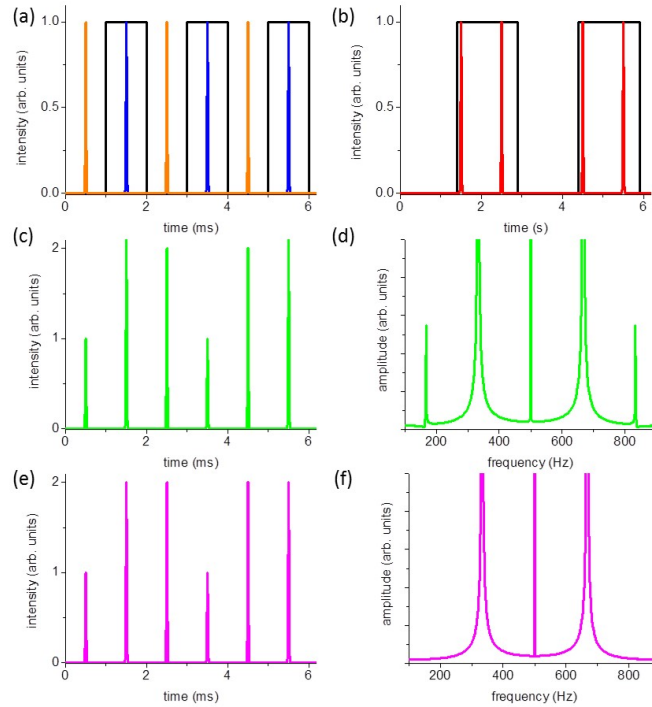 (a)
intensity (arb. units)
1.0
0.5
0.0
0
2
4
6
time (ms)
(b)
intensity (arb. units)
1.0
0.5
0.0
0
2
4
6
time (s)
(c)
intensity (arb. units)
2
1
0
0
2
4
6
time (ms)
(d)
amplitude (arb. units)
200
400
600
800
frequency (Hz)
(e)
intensity (arb. units)
2
1
0
0
2
4
6
time (ms)
(f)
amplitude (arb. units)
200
400
600
800
frequency (Hz)